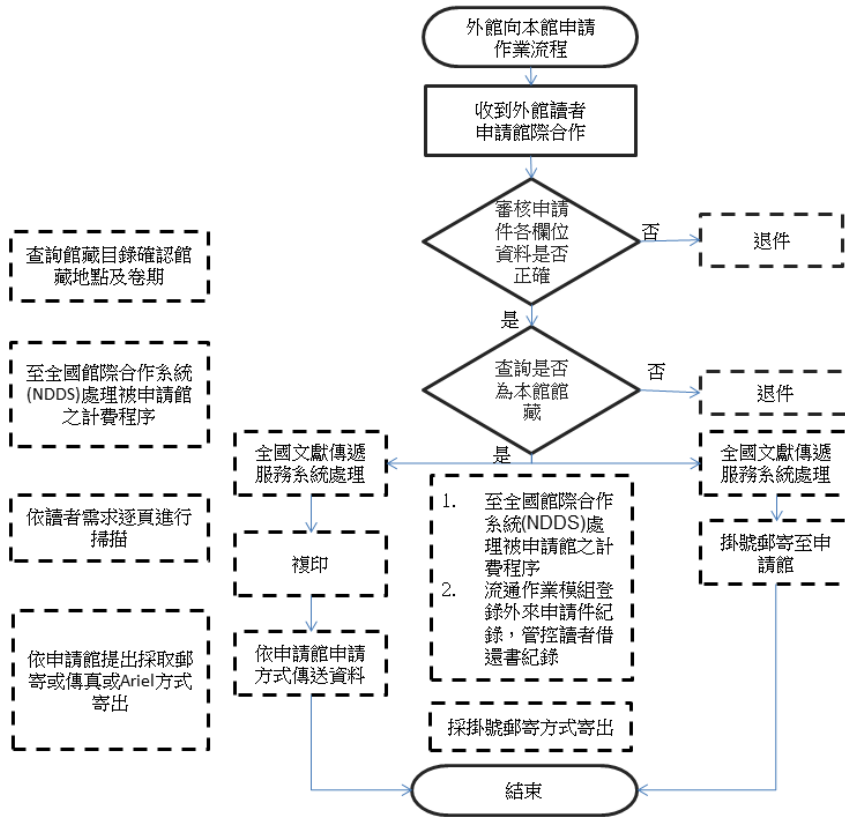 外館向本館申請
作業流程
收到外館讀者
申請館際合作
審核申請
件各欄位
資料是否
正確
否
退件
是
查詢是否
為本館館
藏
否
退件
是
查詢館藏目錄確認館
藏地點及卷期
至全國館際合作系統
(NDDS)處理被申請館
之計費程序
依讀者需求逐頁進行
掃描
依申請館提出採取郵
寄或傳真或Ariel方式
寄出
全國文獻傳遞
服務系統處理
複印
依申請館申請
方式傳送資料
1. 至全國館際合作
系統(NDDS)處
理被申請館之計
費程序
2. 流通作業模組登
錄外來申請件紀
錄，管控讀者借
還書紀錄
採掛號郵寄方式寄出
全國文獻傳遞
服務系統處理
掛號郵寄至申
請館
結束